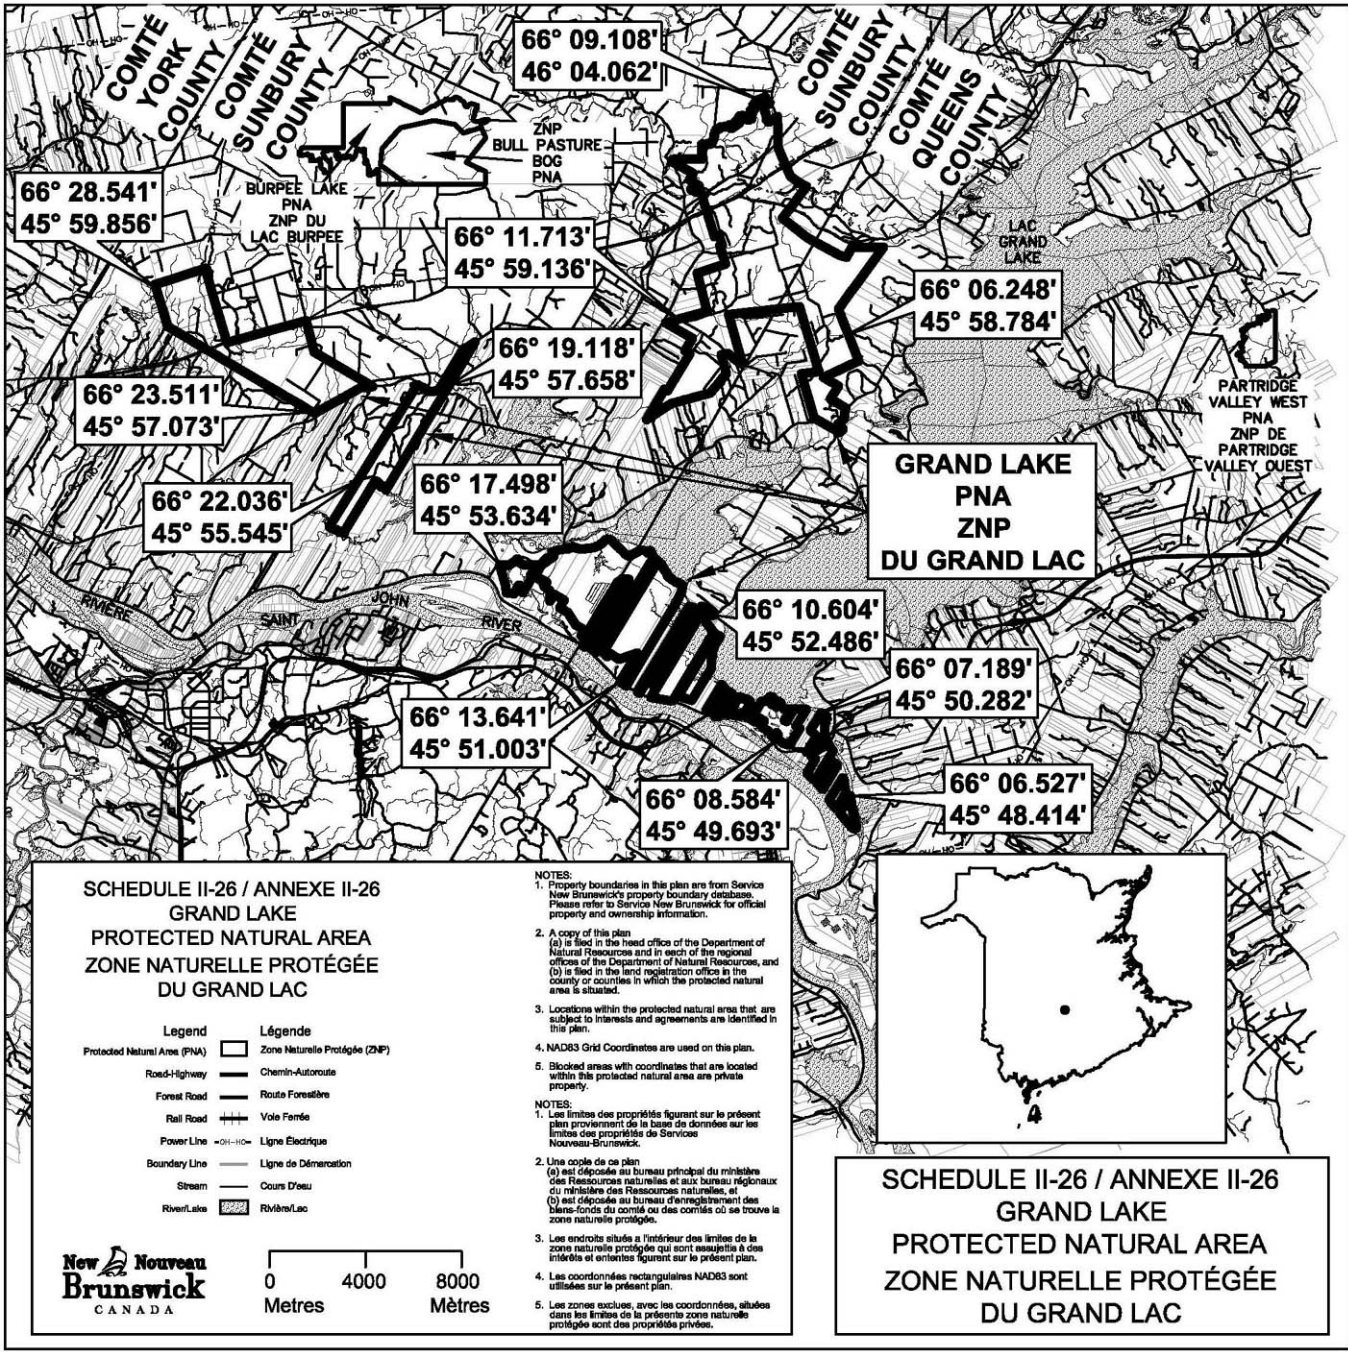 COMTÉ
YORK
COUNTY
COMTÉ
SUNBURY
COUNTY
66° 09.108'
46° 04.062'
COMTÉ
SUNBURY
COUNTY
COMTÉ
QUEENS
COUNTY
ZNP
BULL PASTURE
BOG
PNA
66° 28.541'
45° 59.856'
BURPEE LAKE
PNA
ZNP DU
LAC BURPEE
66° 11.713'
45° 59.136'
LAC
GRAND
LAKE
66° 06.248'
45° 58.784'
66° 19.118'
45° 57.658'
66° 23.511'
45° 57.073'
PARTRIDGE
VALLEY WEST
PNA
ZNP DE
PARTRIDGE
VALLEY OUEST
GRAND LAKE
PNA
ZNP
DU GRAND LAC
66° 22.036'
45° 55.545'
66° 17.498'
45° 53.634'
RIVIÈRE
SAINT
JOHN
RIVER
66° 10.604'
45° 52.486'
66° 07.189'
45° 50.282'
66° 13.641'
45° 51.003'
66° 08.584'
45° 49.693'
66° 06.527'
45° 48.414'
SCHEDULE II-26 / ANNEXE II-26
GRAND LAKE
PROTECTED NATURAL AREA
ZONE NATURELLE PROTÉGÉE
DU GRAND LAC
Legend Légende
Protected Natural Area (PNA) Zone Naturelle Protégée (ZNP)
Road-Highway Chemin-Autoroute
Forest Road Route Forestière
Rail Road Voie Ferrée
Power Line OH-HO Ligne Électrique
Boundary Line Ligne de Démarcation
Stream Cours D'eau
River/Lake Rivière/Lac
New Nouveau
Brunswick
CANADA
0 4000 8000
Metres Mètres
NOTES:
1. Property boundaries in this plan are from Service
New Brunswick's property boundary database.
Please refer to Service New Brunswick for official
property and ownership information.
2. A copy of this plan
(a) is filed in the head office of the Department of
Natural Resources and in each of the regional
offices of the Department of Natural Resources, and
(b) is filed in the land registration office in the
county or counties in which the protected natural
area is situated.
3. Locations within the protected natural area that are
subject to interests and agreements are identified in
this plan.
4. NAD83 Grid Coordinates are used on this plan.
5. Blocked areas with coordinates that are located
within this protected natural area are private
property.
NOTES:
1. Les limites des propriétés figurant sur le présent
plan proviennent de la base de données sur les
limites des propriétés de Services
Nouveau-Brunswick.
2. Une copie de ce plan
(a) est déposée au bureau principal du ministère
des Ressources naturelles et aux bureau régionaux
du ministère des Ressources naturelles, et
(b) est déposée au bureau d'enregistrement des
biens-fonds du comté ou des comtés où se trouve la
zone naturelle protégée.
3. Les endroits situés a l'intérieur des limites de la
zone naturelle protégée qui sont assujettis à des
intérêts et ententes figurent sur le présent plan.
4. Les coordonnées rectangulaires NAD83 sont
utilisées sur le présent plan.
5. Les zones exclues, avec les coordonnées, situées
dans les limites de la présente zone naturelle
protégée sont des propriétés privées.
SCHEDULE II-26 / ANNEXE II-26
GRAND LAKE
PROTECTED NATURAL AREA
ZONE NATURELLE PROTÉGÉE
DU GRAND LAC